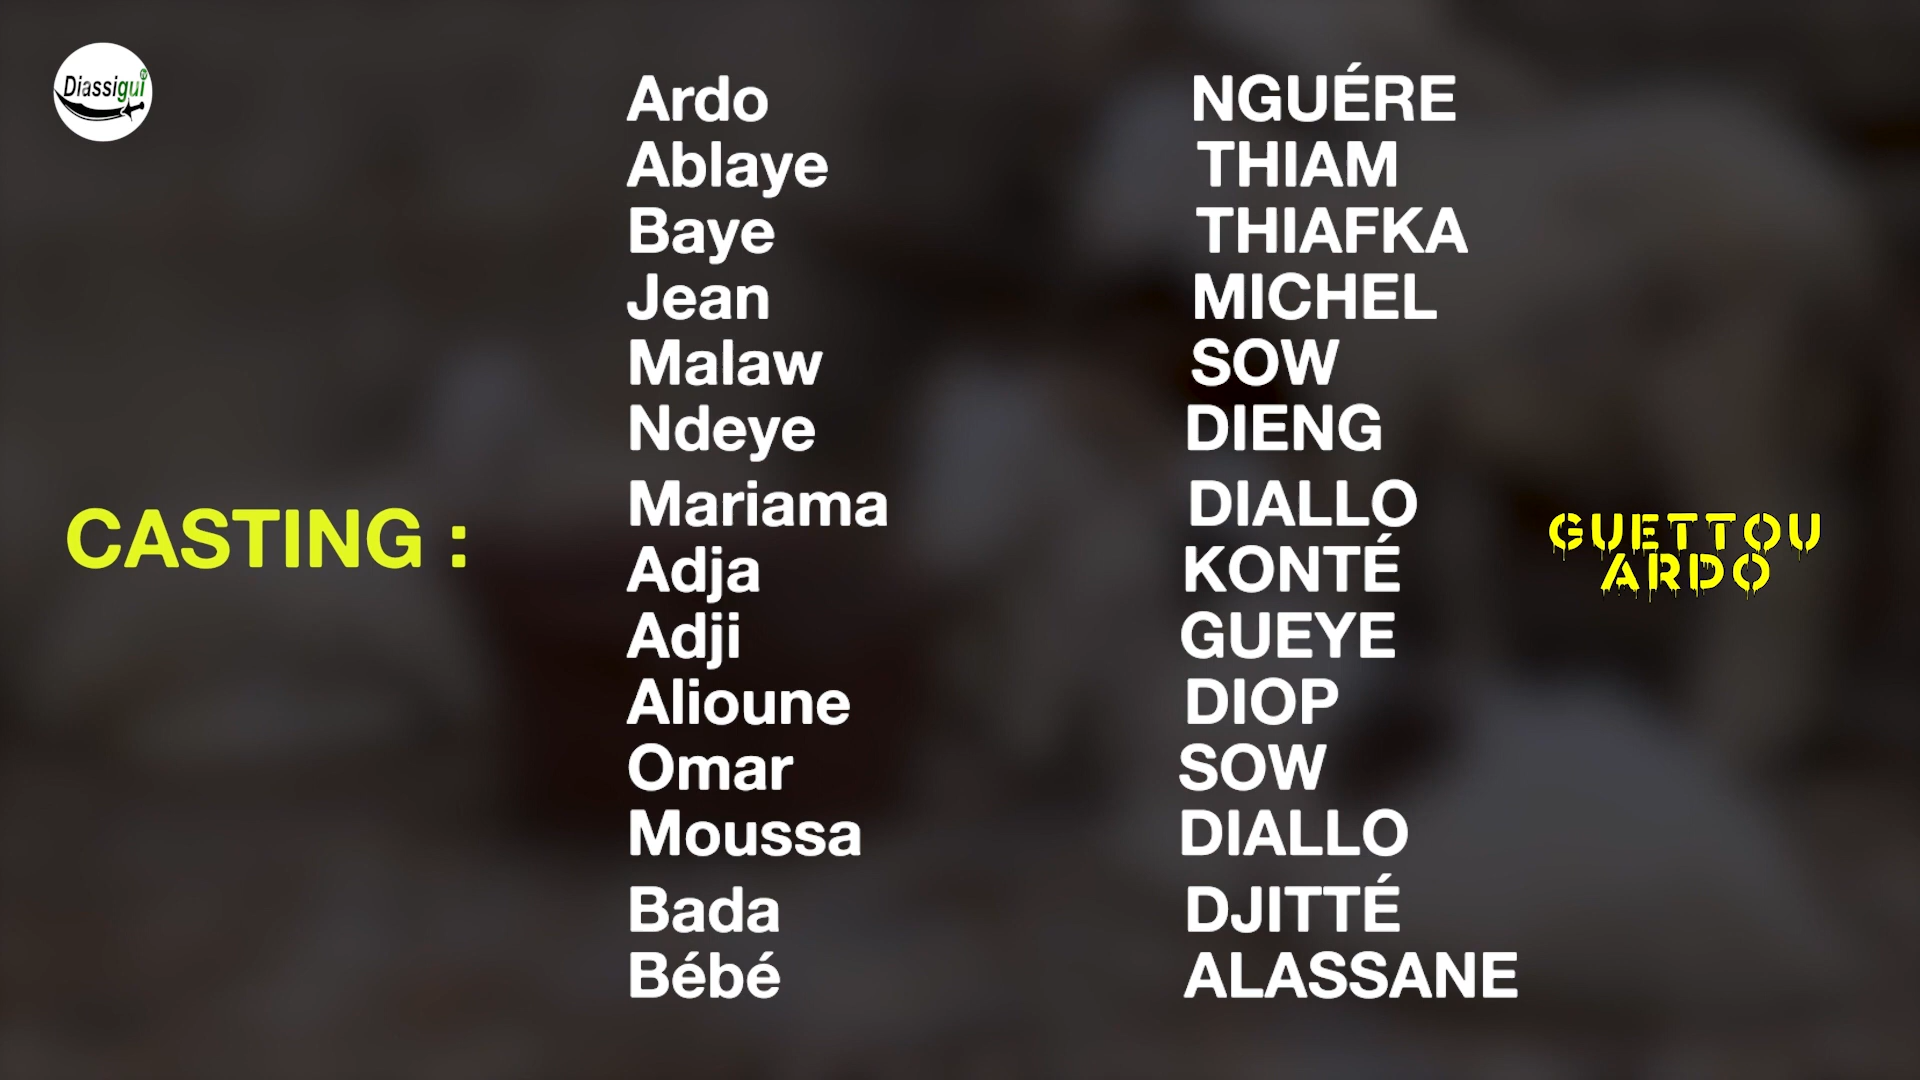 Diassigui TV
CASTING :
Ardo NGUÉRE
Ablaye THIAM
Baye THIAFKA
Jean MICHEL
Malaw SOW
Ndeye DIENG
Mariama DIALLO
Adja KONTÉ
Adji GUEYE
Alioune DIOP
Omar SOW
Moussa DIALLO
Bada DJITTÉ
Bébé ALASSANE
GUETTOU
ARDO